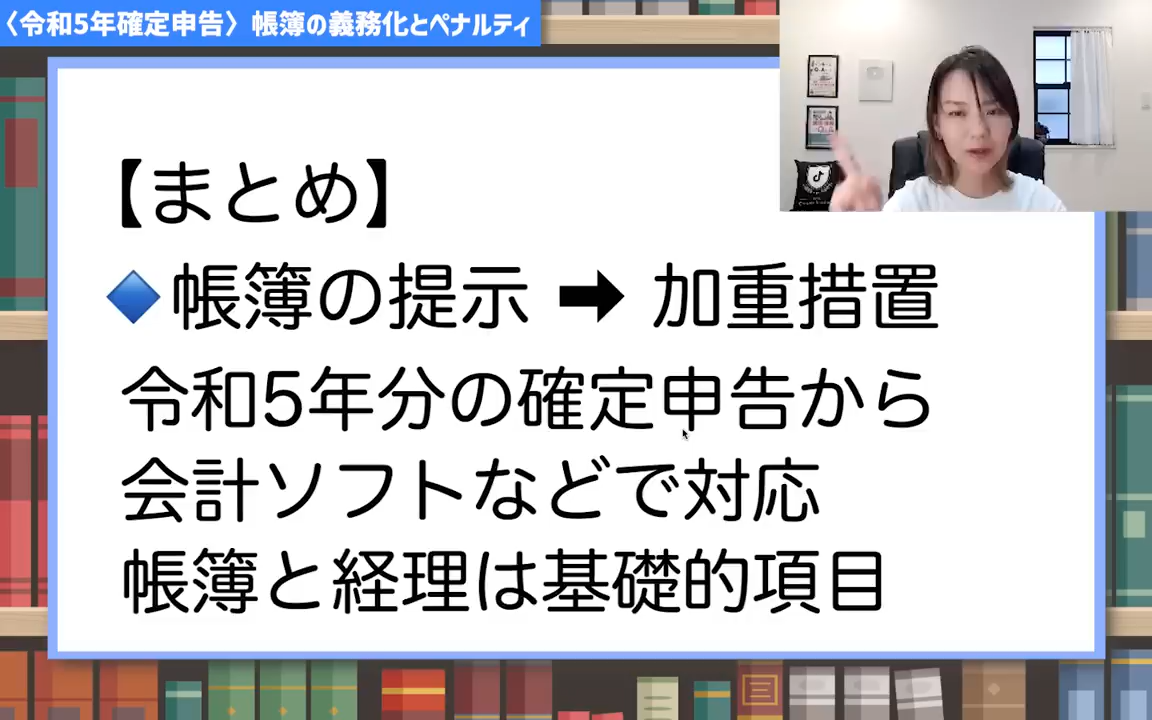 〈令和5年確定申告〉帳簿の義務化とペナルティ
【まとめ】
🔷帳簿の提示 ➡ 加重措置
令和5年分の確定申告から
会計ソフトなどで対応
帳簿と経理は基礎的項目